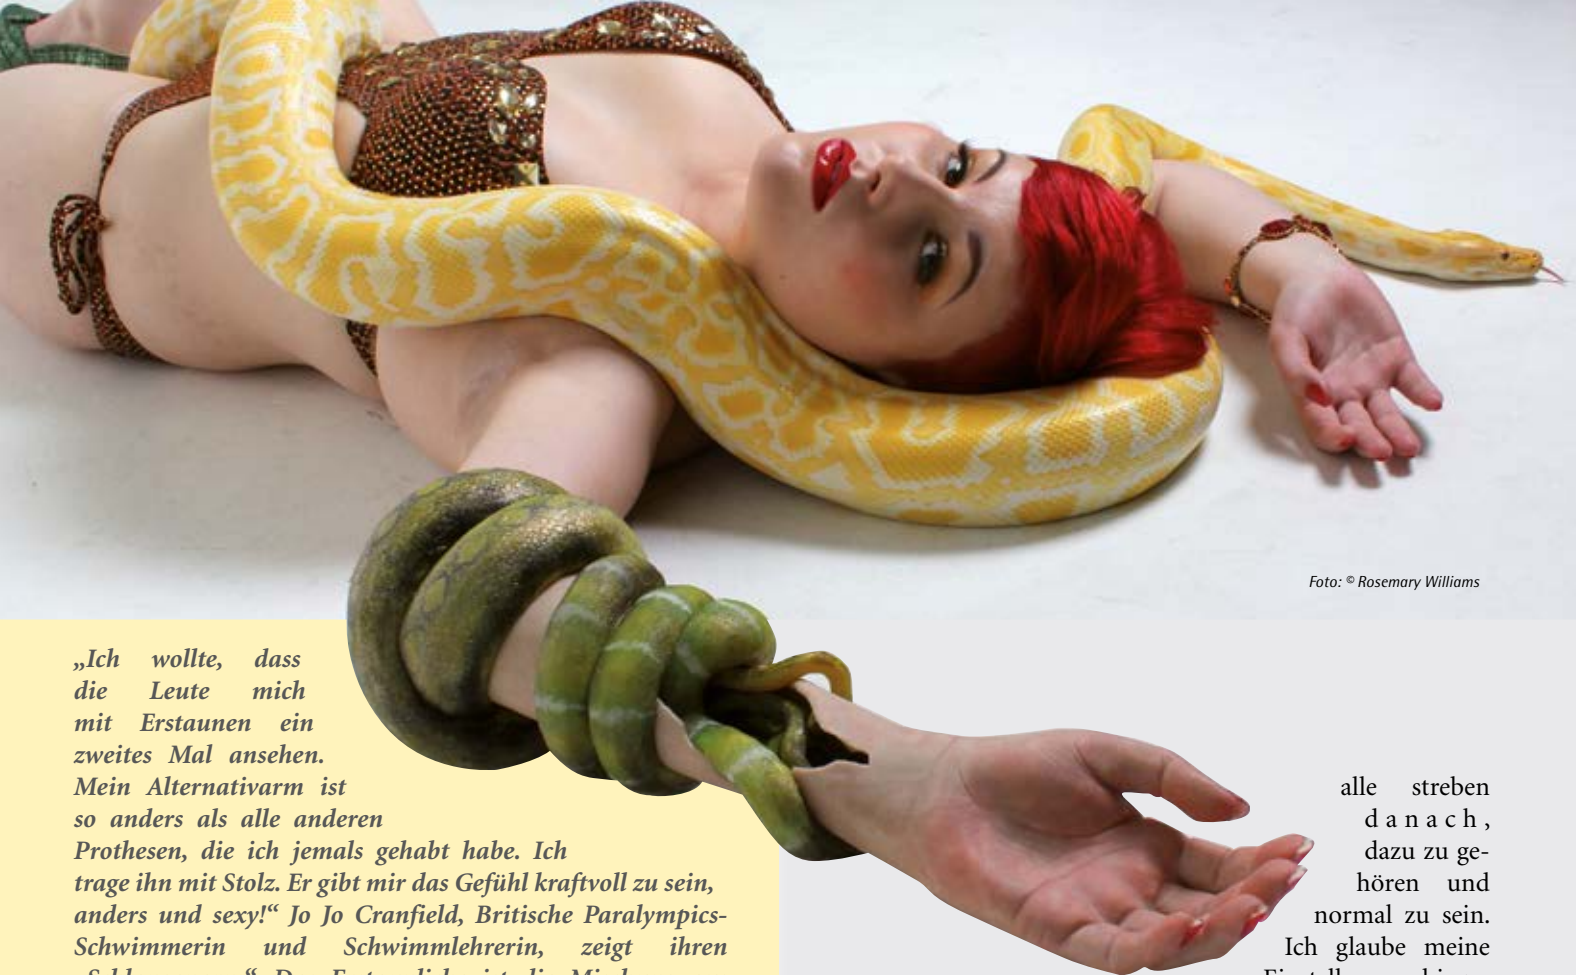 Foto: © Rosemary Williams
„Ich wollte, dass
die Leute mich
mit Erstaunen ein
zweites Mal ansehen.
Mein Alternativarm ist
so anders als alle anderen
Prothesen, die ich jemals gehabt habe. Ich
trage ihn mit Stolz. Er gibt mir das Gefühl kraftvoll zu sein,
anders und sexy!“ Jo Jo Cranfield, Britische Paralympics-
Schwimmerin und Schwimmlehrerin, zeigt ihren
alle streben
danach,
dazu zu ge-
hören und
normal zu sein.
Ich glaube meine